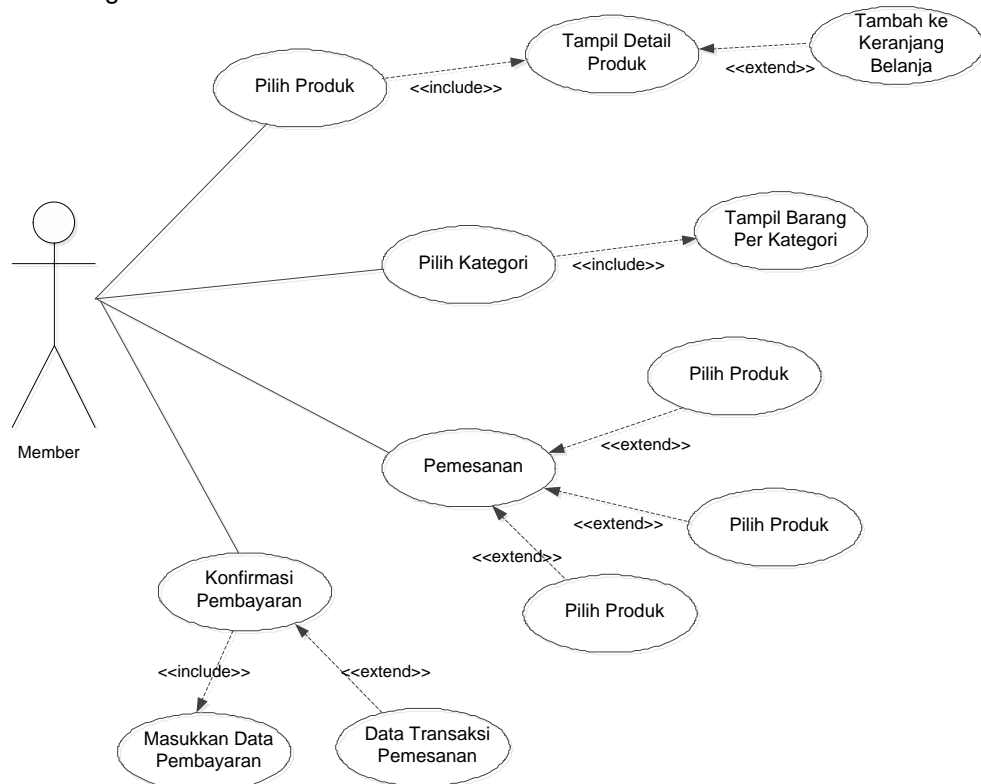 Tampil Detail
Produk
Tambah ke
Keranjang
Belanja
Pilih Produk
<<include>>
<<extend>>
Tampil Barang
Per Kategori
Pilih Kategori
<<include>>
Pilih Produk
<<extend>>
Member
Pemesanan
<<extend>>
Pilih Produk
<<extend>>
Pilih Produk
Konfirmasi
Pembayaran
<<include>>
<<extend>>
Masukkan Data
Pembayaran
Data Transaksi
Pemesanan